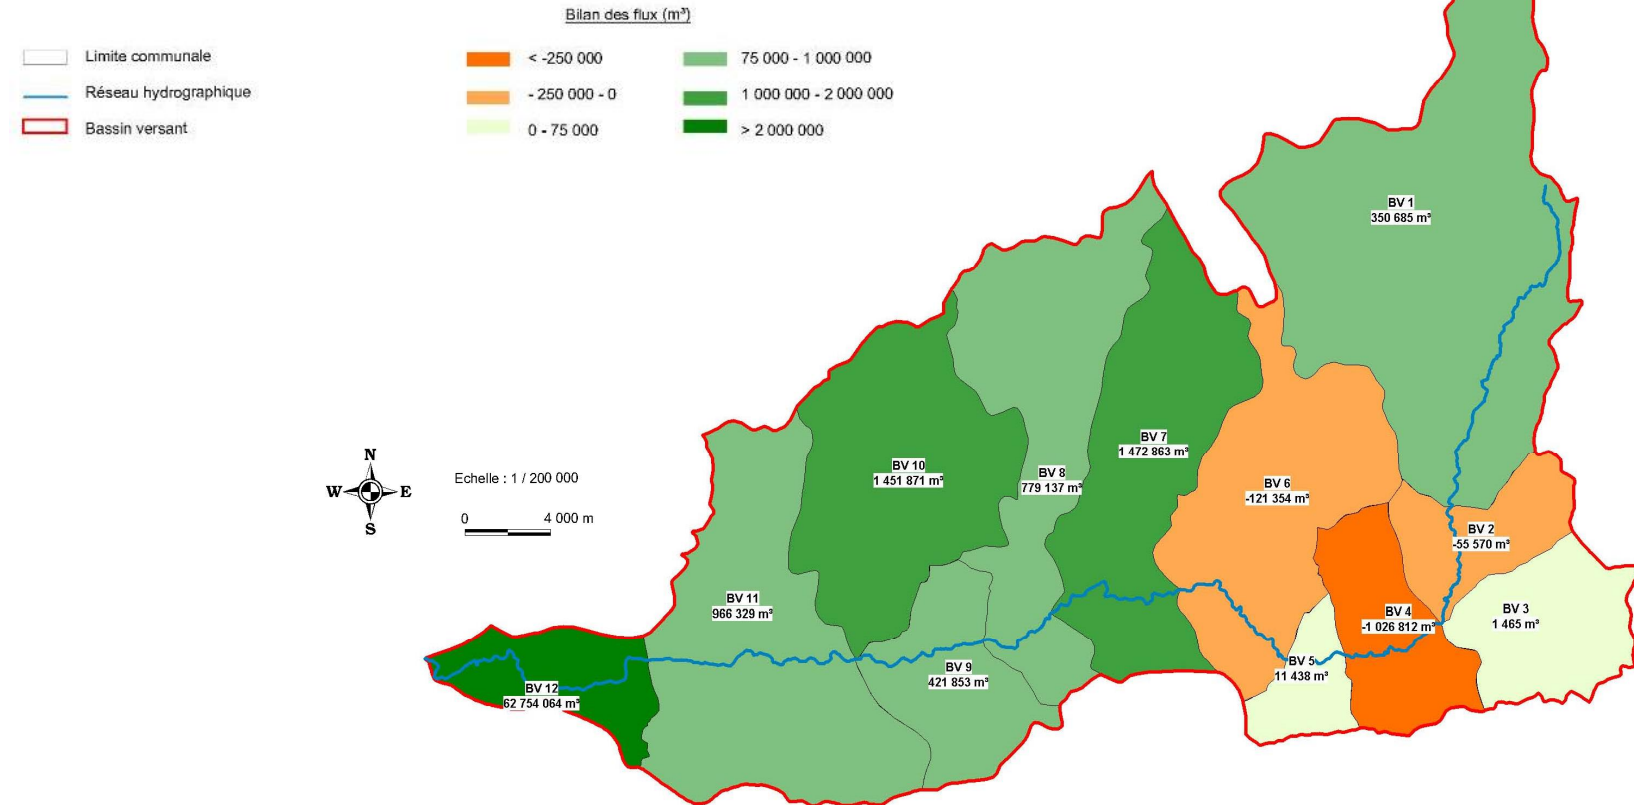 Bilan des flux (m³)
Limite communale
Réseau hydrographique
Bassin versant
< -250 000
- 250 000 - 0
0 - 75 000
75 000 - 1 000 000
1 000 000 - 2 000 000
> 2 000 000
BV 1
350 685 m³
BV 7
1 472 863 m³
BV 10
1 451 871 m³
BV 8
779 137 m³
BV 6
-121 354 m³
N
W E
S
Echelle : 1 / 200 000
0 4 000 m
BV 2
-55 570 m³
BV 11
966 329 m³
BV 4
-1 026 812 m³
BV 3
1 465 m³
BV 9
421 853 m³
BV 5
11 438 m³
BV 12
62 754 064 m³